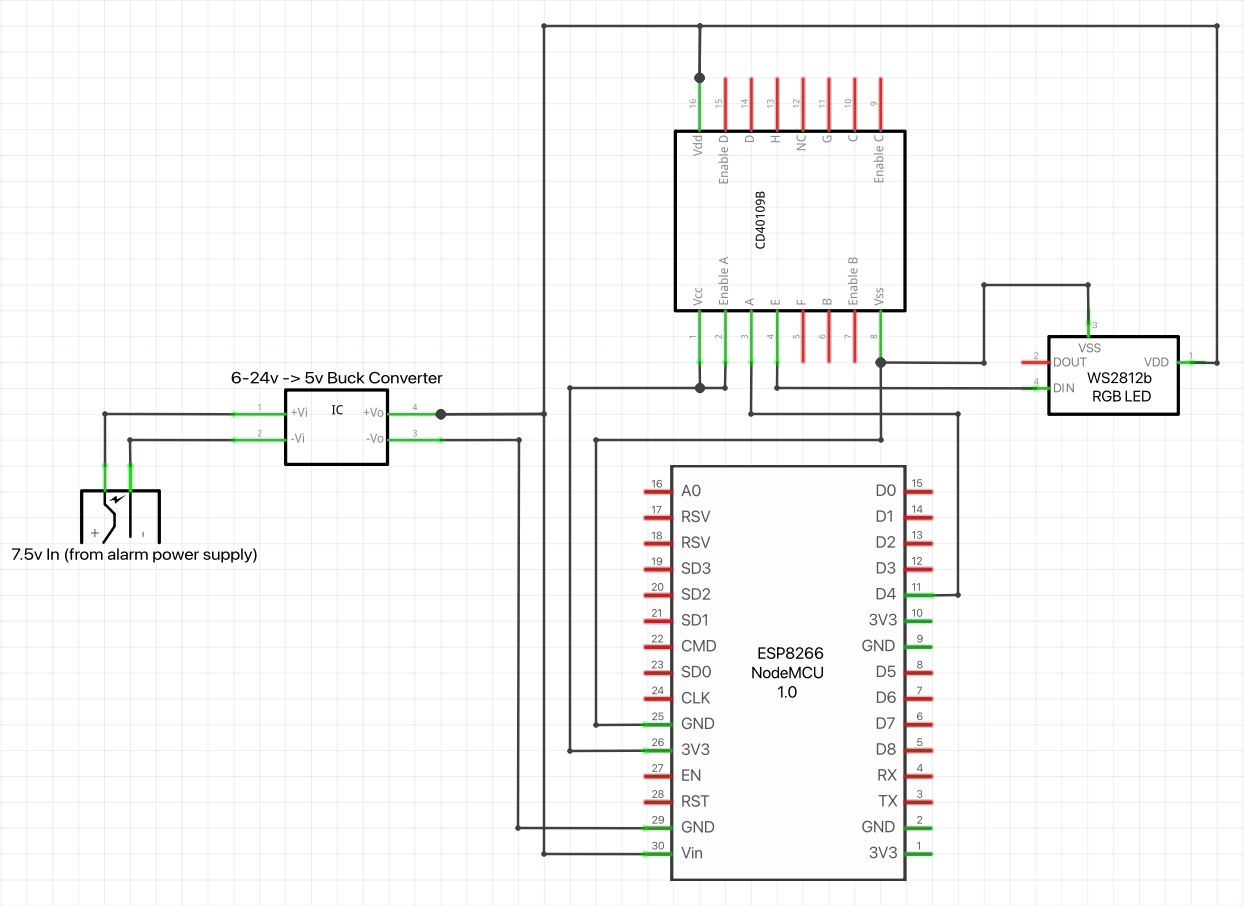 16 15 14 13 12 11 10 9
Vdd Enable D D H NC G C Enable C
CD40109B
Vcc Enable A A E F B Enable B Vss
1 2 3 4 5 6 7 8
3
VSS
2 DOUT VDD 1
WS2812b
4 DIN
RGB LED
6-24v -> 5v Buck Converter
1 +Vi IC +Vo 4
2 -Vi -Vo 3
+ -
7.5v In (from alarm power supply)
16 A0 D0 15
17 RSV D1 14
18 RSV D2 13
19 SD3 D3 12
20 SD2 D4 11
21 SD1 3V3 10
22 CMD GND 9
ESP8266
23 SD0 D5 8
NodeMCU
24 CLK D6 7
1.0
25 GND D7 6
26 3V3 D8 5
27 EN RX 4
28 RST TX 3
29 GND GND 2
30 Vin 3V3 1